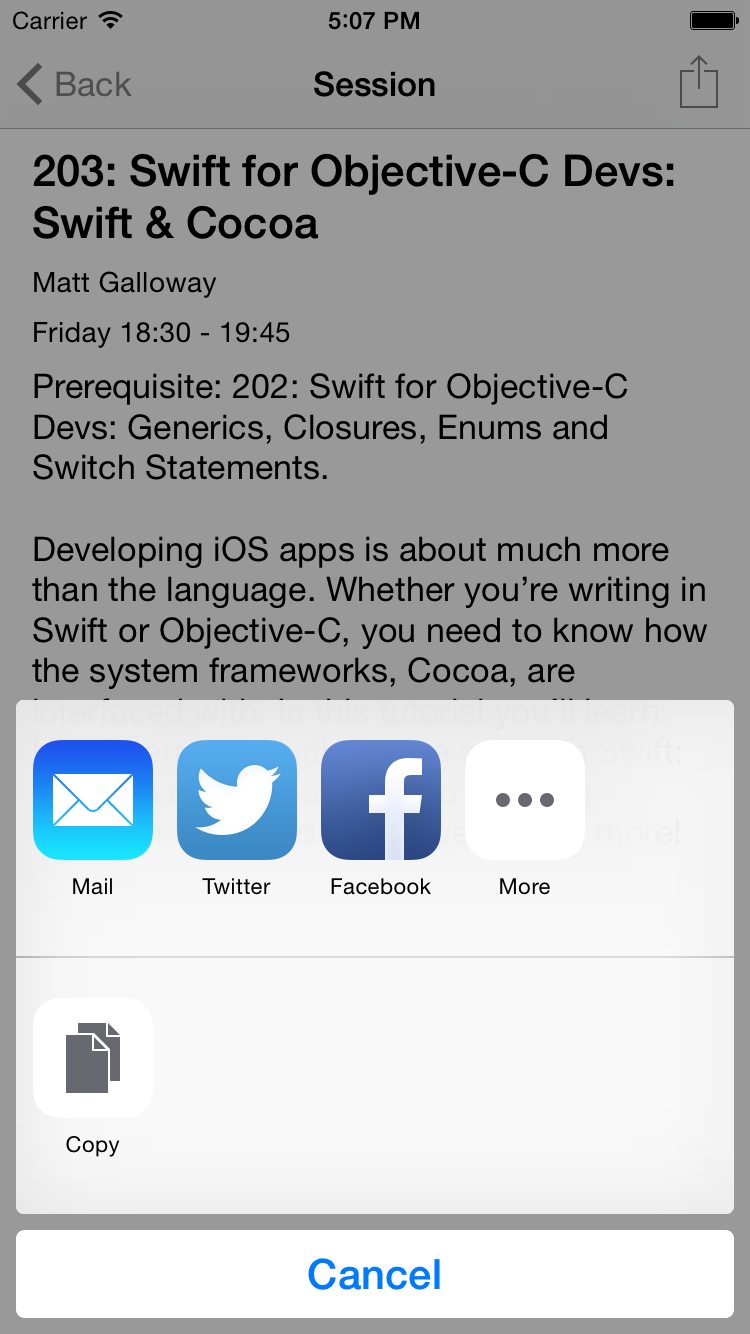 Carrier 5:07 PM
Back Session
203: Swift for Objective-C Devs:
Swift & Cocoa
Matt Galloway
Friday 18:30 - 19:45
Prerequisite: 202: Swift for Objective-C
Devs: Generics, Closures, Enums and
Switch Statements.
Developing iOS apps is about much more
than the language. Whether you’re writing in
Swift or Objective-C, you need to know how
the system frameworks, Cocoa, are
interfaced with. In this tutorial you’ll learn
Swift:
more!
Mail Twitter Facebook More
Copy
Cancel